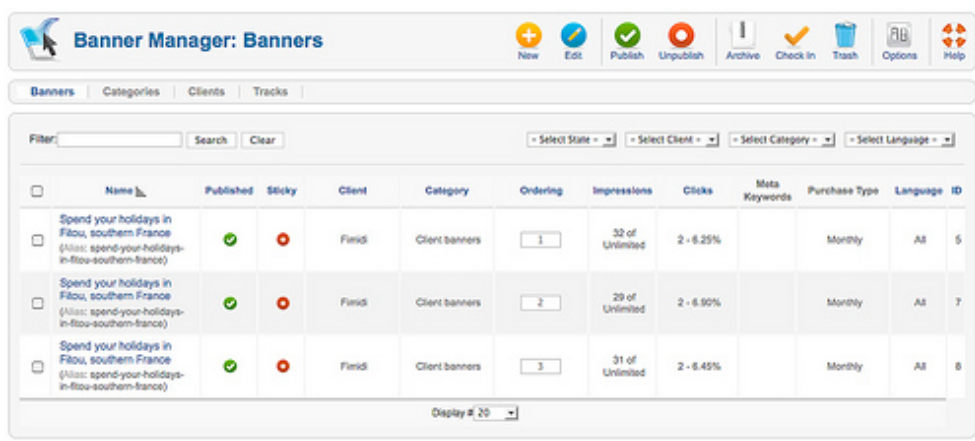 Banner Manager: Banners
New Edit Publish Unpublish Archive Check In Trash Options Help
Banners Categories Clients Tracks
Filter: Search Clear - Select State - - Select Client - - Select Category - - Select Language -
Name Published Sticky Client Category Ordering Impressions Clicks Meta Keywords Purchase Type Language ID
Spend your holidays in
Fitou, southern France
(Alias: spend-your-holidays-
in-fitou-southern-france)
Fimidi Client banners 1 32 of Unlimited 2 - 6.25% Monthly All 5
Spend your holidays in
Fitou, southern France
(Alias: spend-your-holidays-
in-fitou-southern-france)
Fimidi Client banners 2 29 of Unlimited 2 - 6.90% Monthly All 7
Spend your holidays in
Fitou, southern France
(Alias: spend-your-holidays-
in-fitou-southern-france)
Fimidi Client banners 3 31 of Unlimited 2 - 6.45% Monthly All
Display # 20